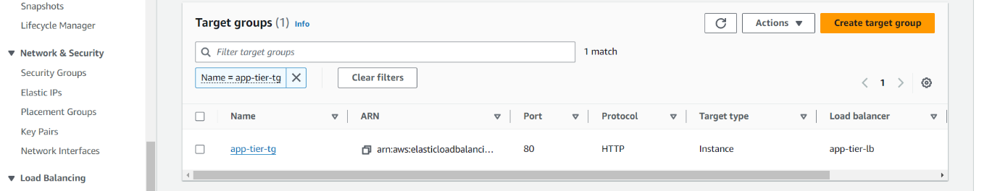 Snapshots
Lifecycle Manager
Network & Security
Security Groups
Elastic IPs
Placement Groups
Key Pairs
Network Interfaces
Load Balancing
Target groups (1) Info
Actions
Create target group
Filter target groups
1 match
Name = app-tier-tg
Clear filters
1
Name ARN Port Protocol Target type Load balancer
app-tier-tg arn:aws:elasticloadbalanci... 80 HTTP Instance app-tier-lb